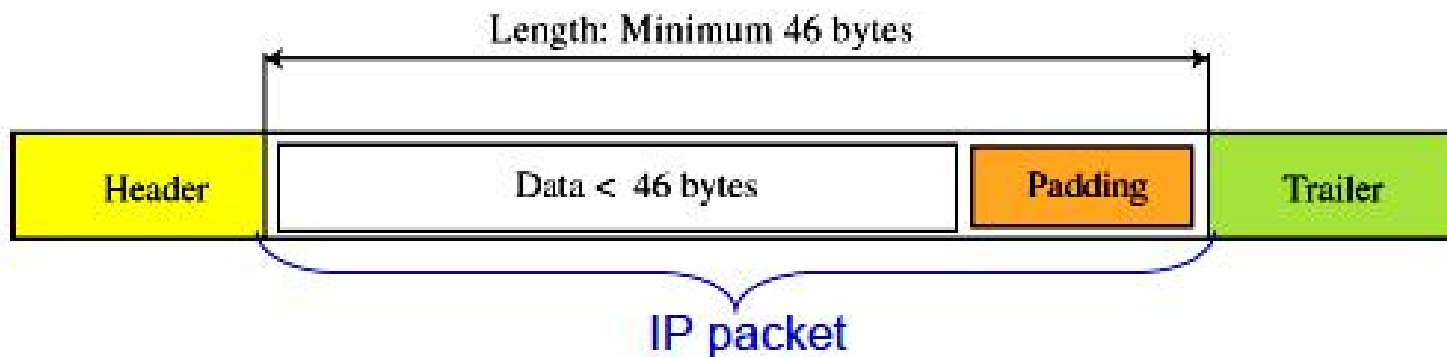 Length: Minimum 46 bytes
Header
Data < 46 bytes
Padding
Trailer
IP packet